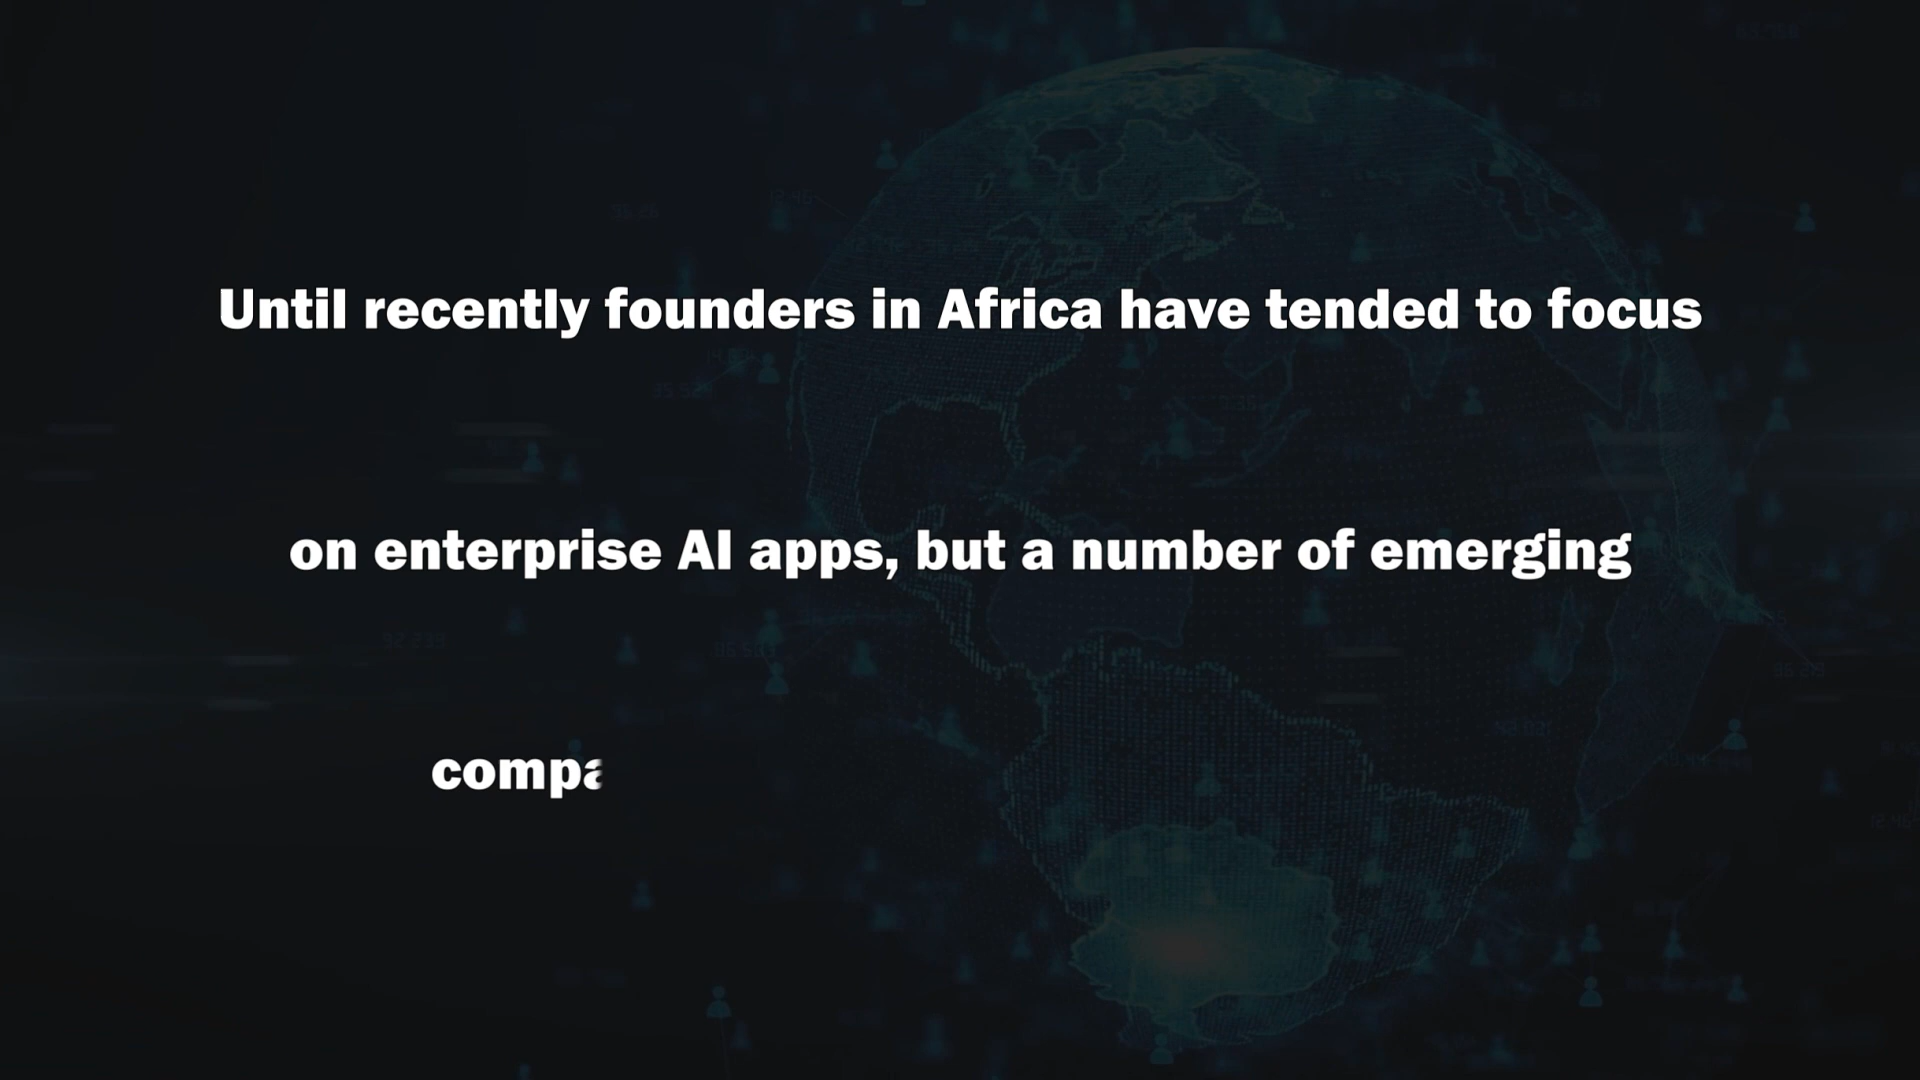 Until recently founders in Africa have tended to focus
on enterprise AI apps, but a number of emerging
compa